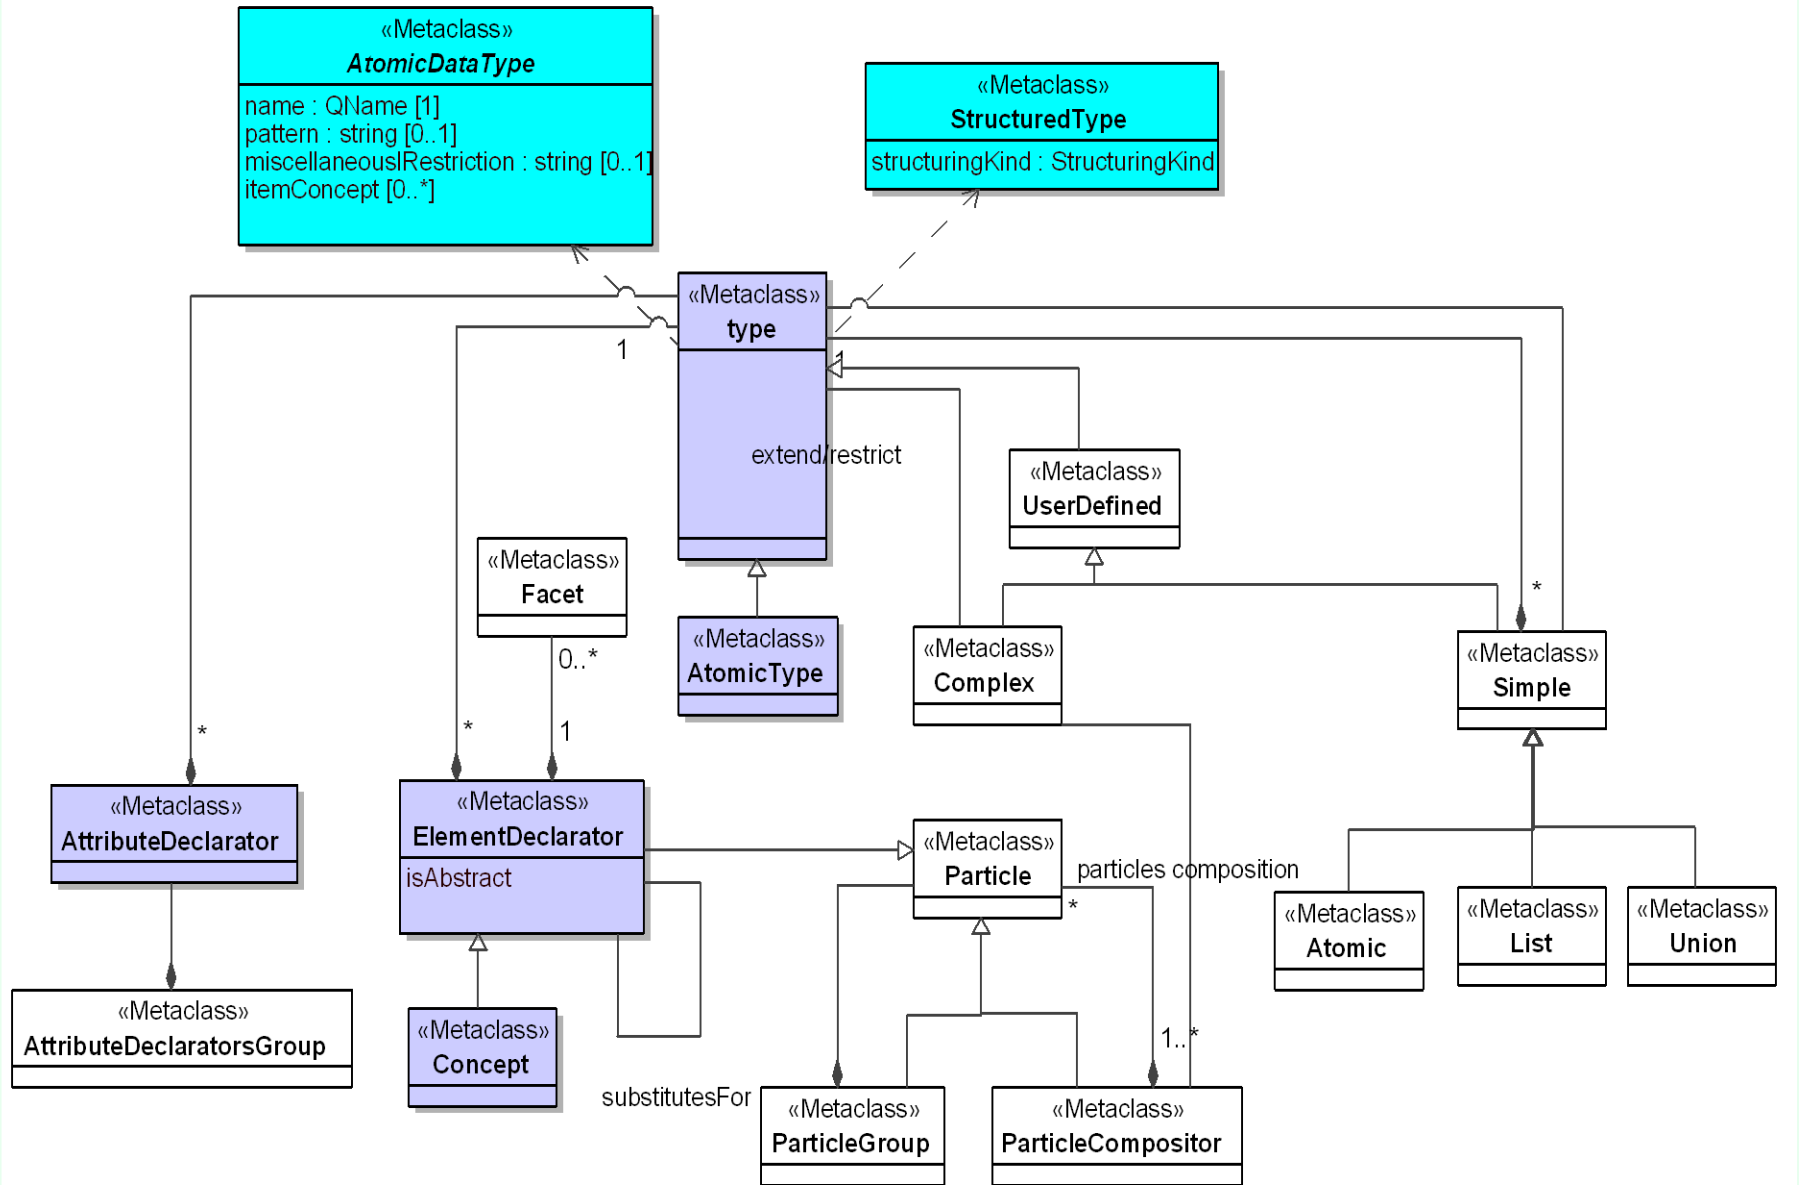 «Metaclass»
AtomicDataType
name : QName [1]
pattern : string [0..1]
miscellaneouslRestriction : string [0..1]
itemConcept [0..*]
«Metaclass»
StructuredType
structuringKind : StructuringKind
«Metaclass»
type
1
1
extend/restrict
«Metaclass»
UserDefined
«Metaclass»
Facet
0..*
1
*
*
*
«Metaclass»
AtomicType
«Metaclass»
Complex
«Metaclass»
Simple
«Metaclass»
AttributeDeclarator
«Metaclass»
ElementDeclarator
isAbstract
«Metaclass»
Particle
particles composition
*
«Metaclass»
Atomic
«Metaclass»
List
«Metaclass»
Union
«Metaclass»
AttributeDeclaratorsGroup
«Metaclass»
Concept
substitutesFor
1..*
«Metaclass»
ParticleGroup
«Metaclass»
ParticleCompositor